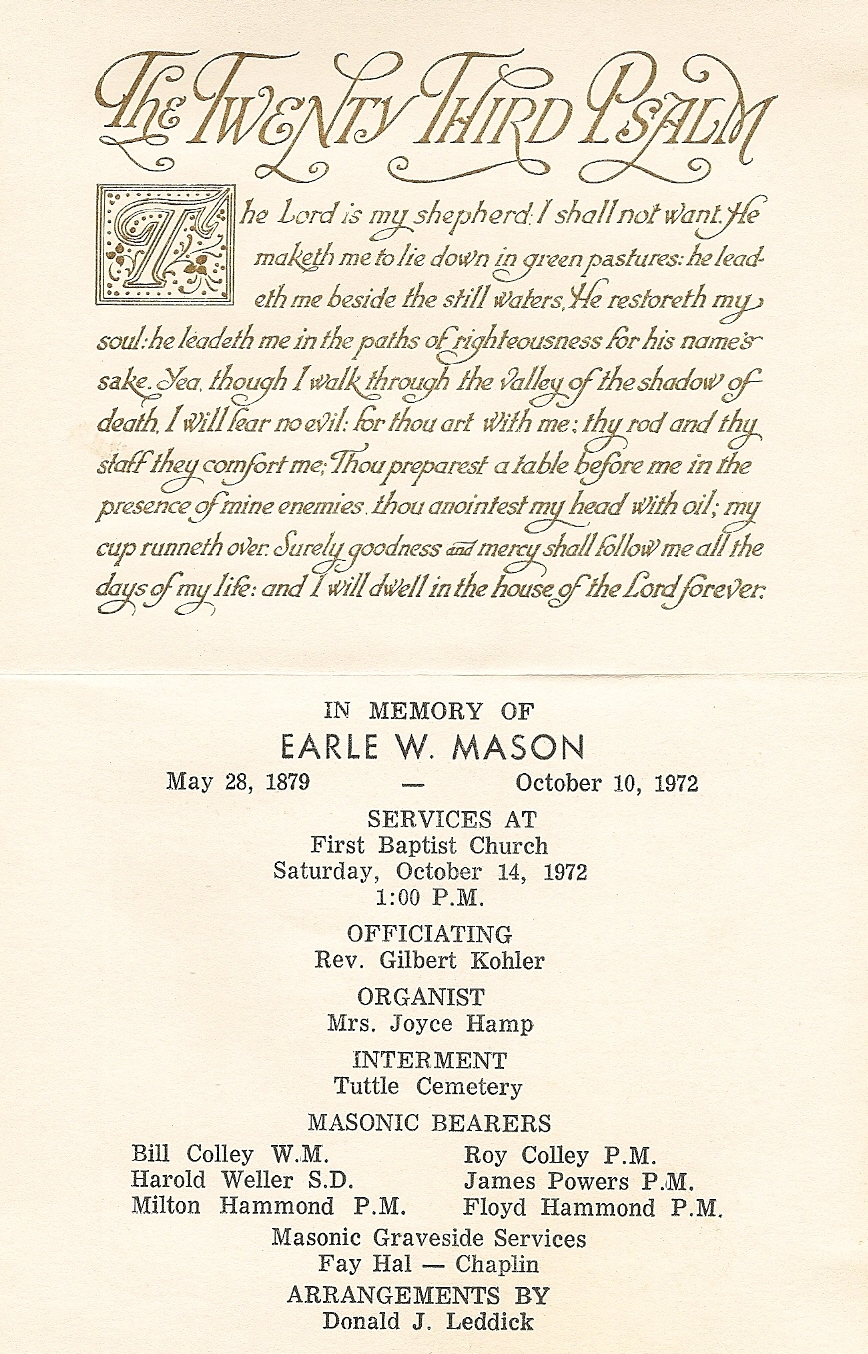 The Twenty Third Psalm
The Lord is my shepherd; I shall not want. He
maketh me to lie down in green pastures: he lead-
eth me beside the still waters, He restoreth my
soul: he leadeth me in the paths of righteousness for his name's
sake. Yea, though I walk through the valley of the shadow of
death, I will fear no evil: for thou art with me; thy rod and thy
staff they comfort me; Thou preparest a table before me in the
presence of mine enemies. thou anointest my head with oil; my
cup runneth over. Surely goodness and mercy shall follow me all the
days of my life: and I will dwell in the house of the Lord forever.
IN MEMORY OF
EARLE W. MASON
May 28, 1879 — October 10, 1972
SERVICES AT
First Baptist Church
Saturday, October 14, 1972
1:00 P.M.
OFFICIATING
Rev. Gilbert Kohler
ORGANIST
Mrs. Joyce Hamp
INTERMENT
Tuttle Cemetery
MASONIC BEARERS
Bill Colley W.M. Roy Colley P.M.
Harold Weller S.D. James Powers P.M.
Milton Hammond P.M. Floyd Hammond P.M.
Masonic Graveside Services
Fay Hal — Chaplin
ARRANGEMENTS BY
Donald J. Leddick